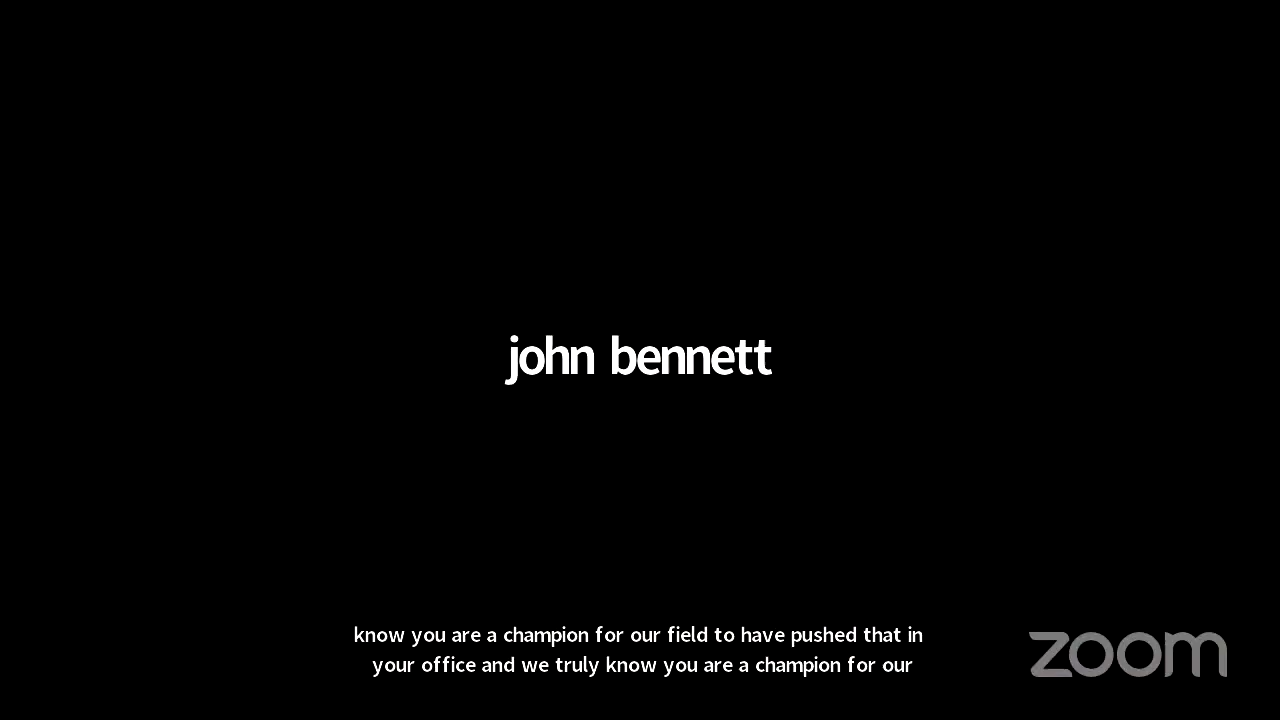 john bennett
know you are a champion for our field to have pushed that in
your office and we truly know you are a champion for our
zoom